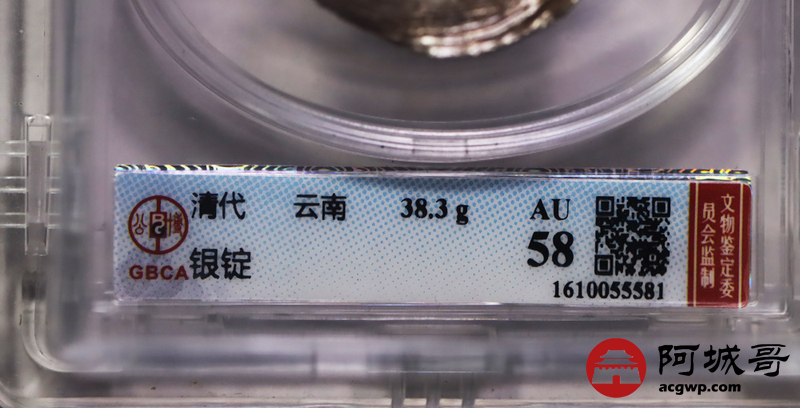 清代 云南 38.3 g AU
银锭 58
GBCA
1610055581
文物鉴定委
员会监制
阿城哥
acgwp.com